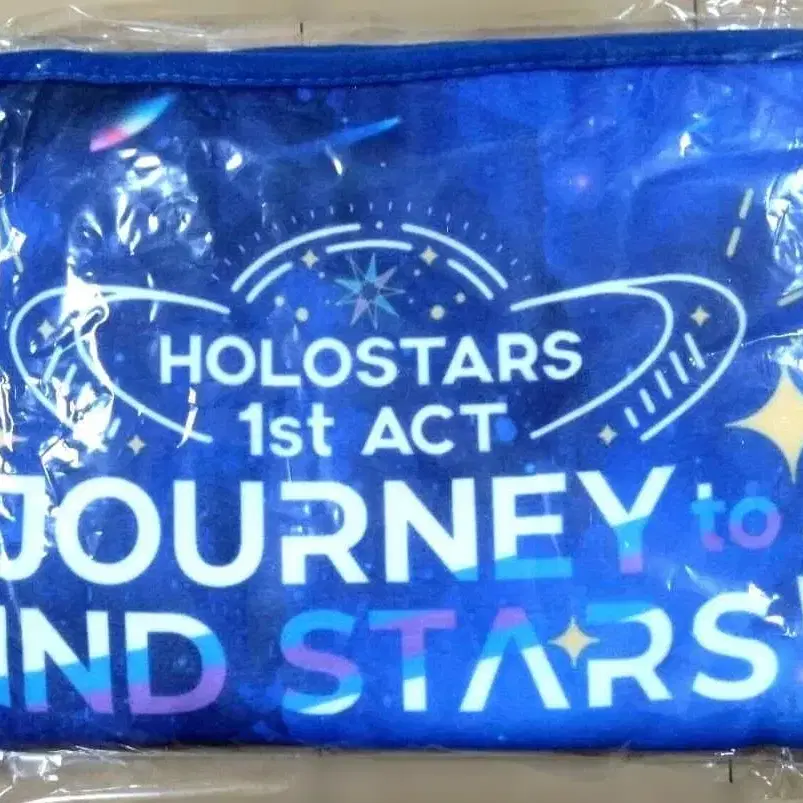 HOLOSTARS
1st ACT
JOURNEY to
IND STARS!